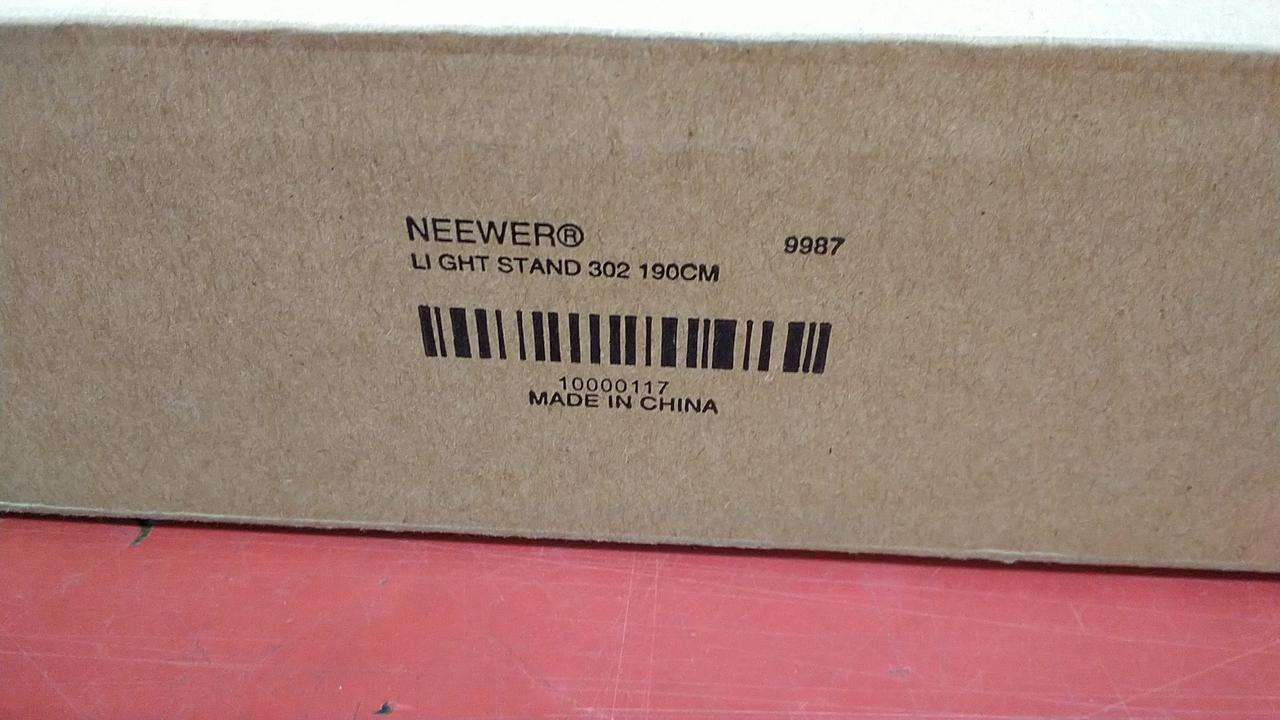 NEEWER® 9987
LI GHT STAND 302 190CM
10000117
MADE IN CHINA